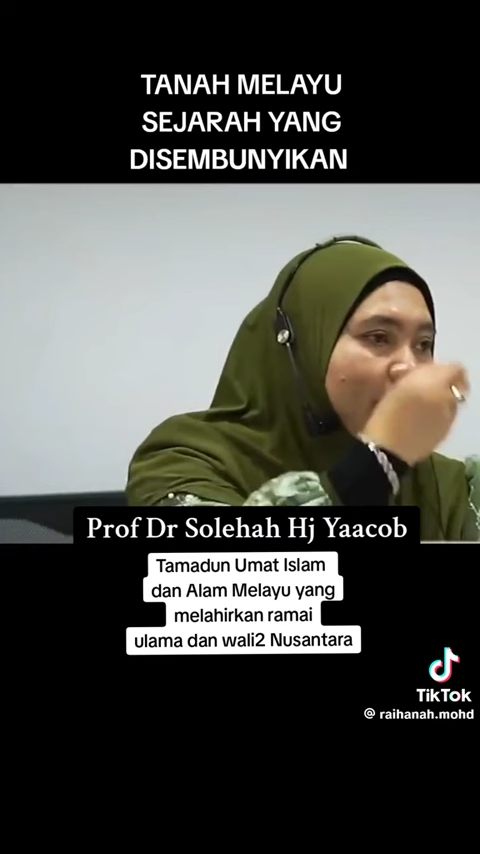 TANAH MELAYU
SEJARAH YANG
DISEMBUNYIKAN
Prof Dr Solehah Hj Yaacob
Tamadun Umat Islam
dan Alam Melayu yang
melahirkan ramai
ulama dan wali2 Nusantara
TikTok
@ raihanah.mohd